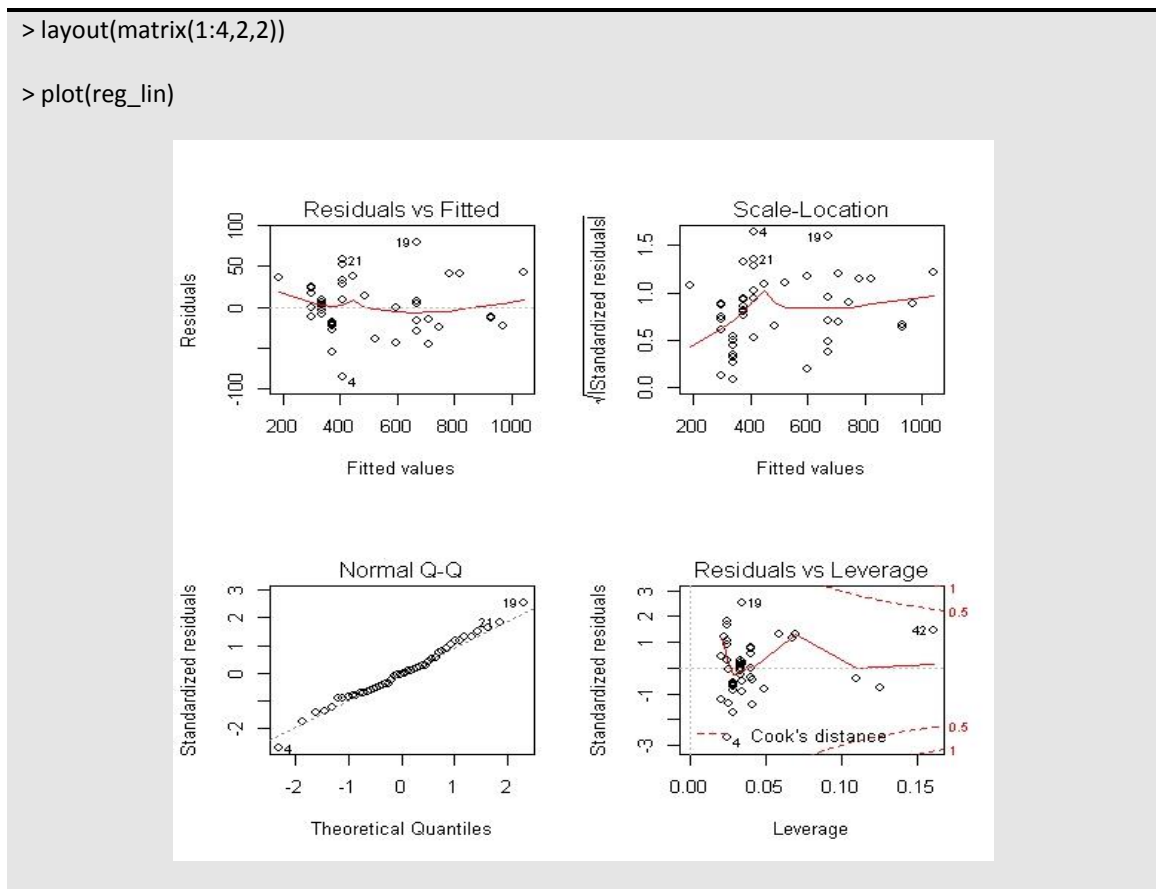 > layout(matrix(1:4,2,2))
> plot(reg_lin)
Residuals vs Fitted
Residuals
-100
0
50
100
19
21
4
200 400 600 800 1000
Fitted values
Scale-Location
√|Standardized residuals|
0.0
0.5
1.0
1.5
4
19
21
200 400 600 800 1000
Fitted values
Normal Q-Q
Standardized residuals
-2
0
1
2
3
19
21
4
-2 -1 0 1 2
Theoretical Quantiles
Residuals vs Leverage
Standardized residuals
-3
-1
0
1
2
3
19
42
4
Cook's distance
1
0.5
0.5
1
0.00 0.05 0.10 0.15
Leverage